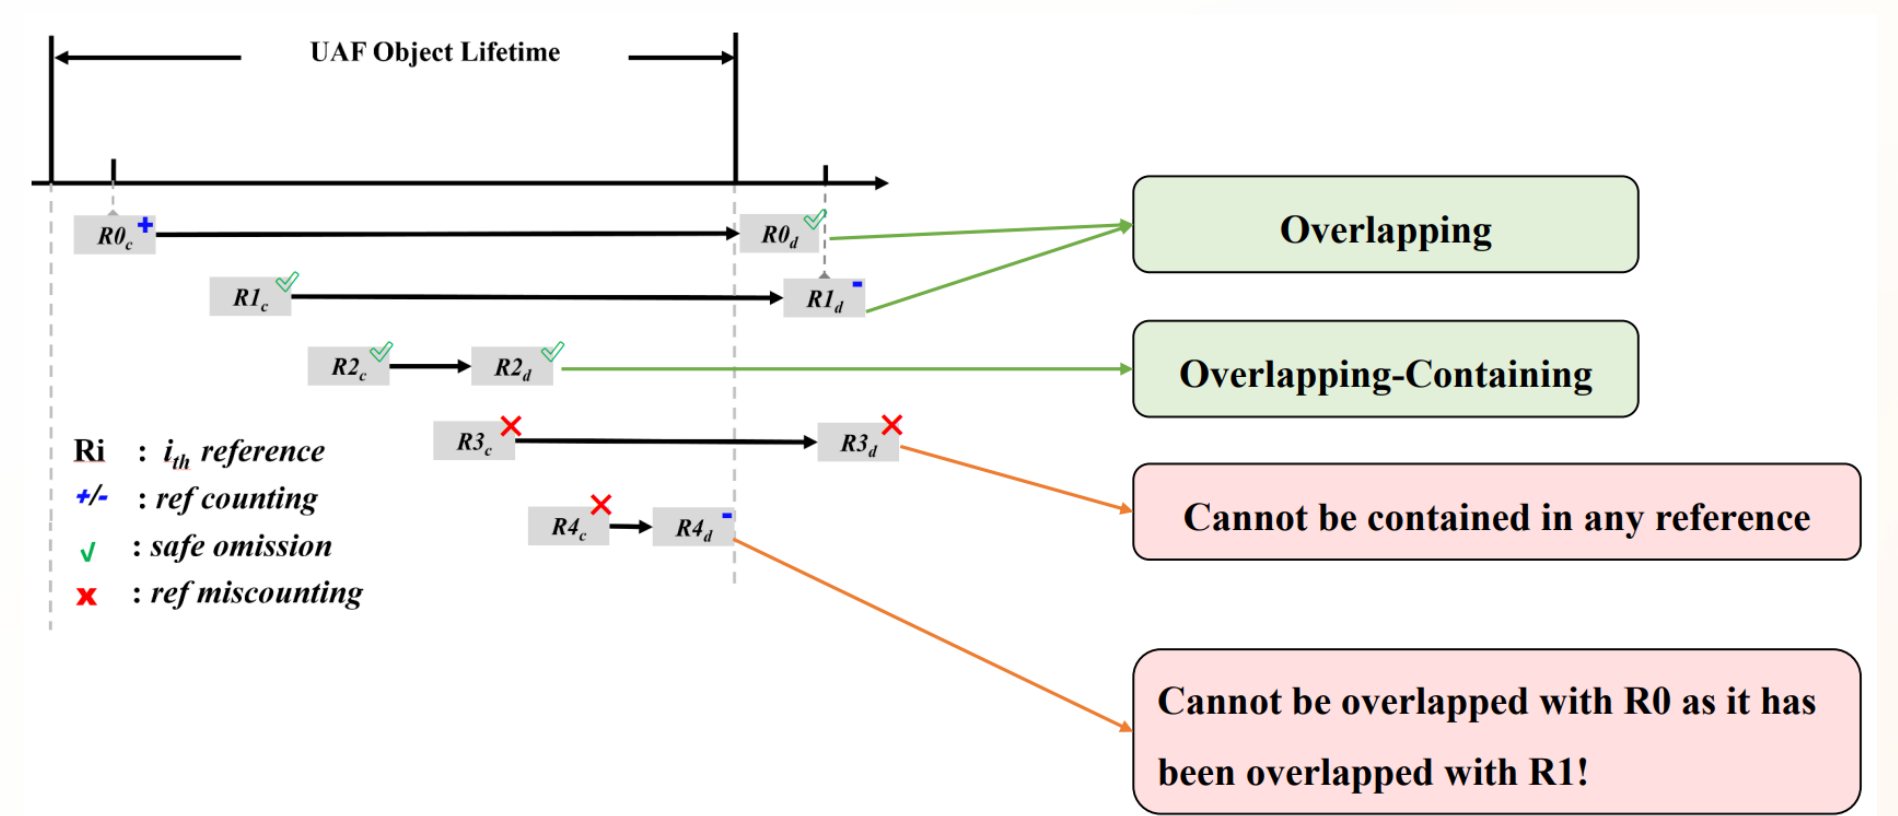 UAF Object Lifetime
R0c + R0d
Overlapping
R1c R1d -
R2c R2d
Overlapping-Containing
R3c R3d
Ri : ith reference
+/- : ref counting
Cannot be contained in any reference
R4c R4d -
√ : safe omission
x : ref miscounting
Cannot be overlapped with R0 as it has
been overlapped with R1!